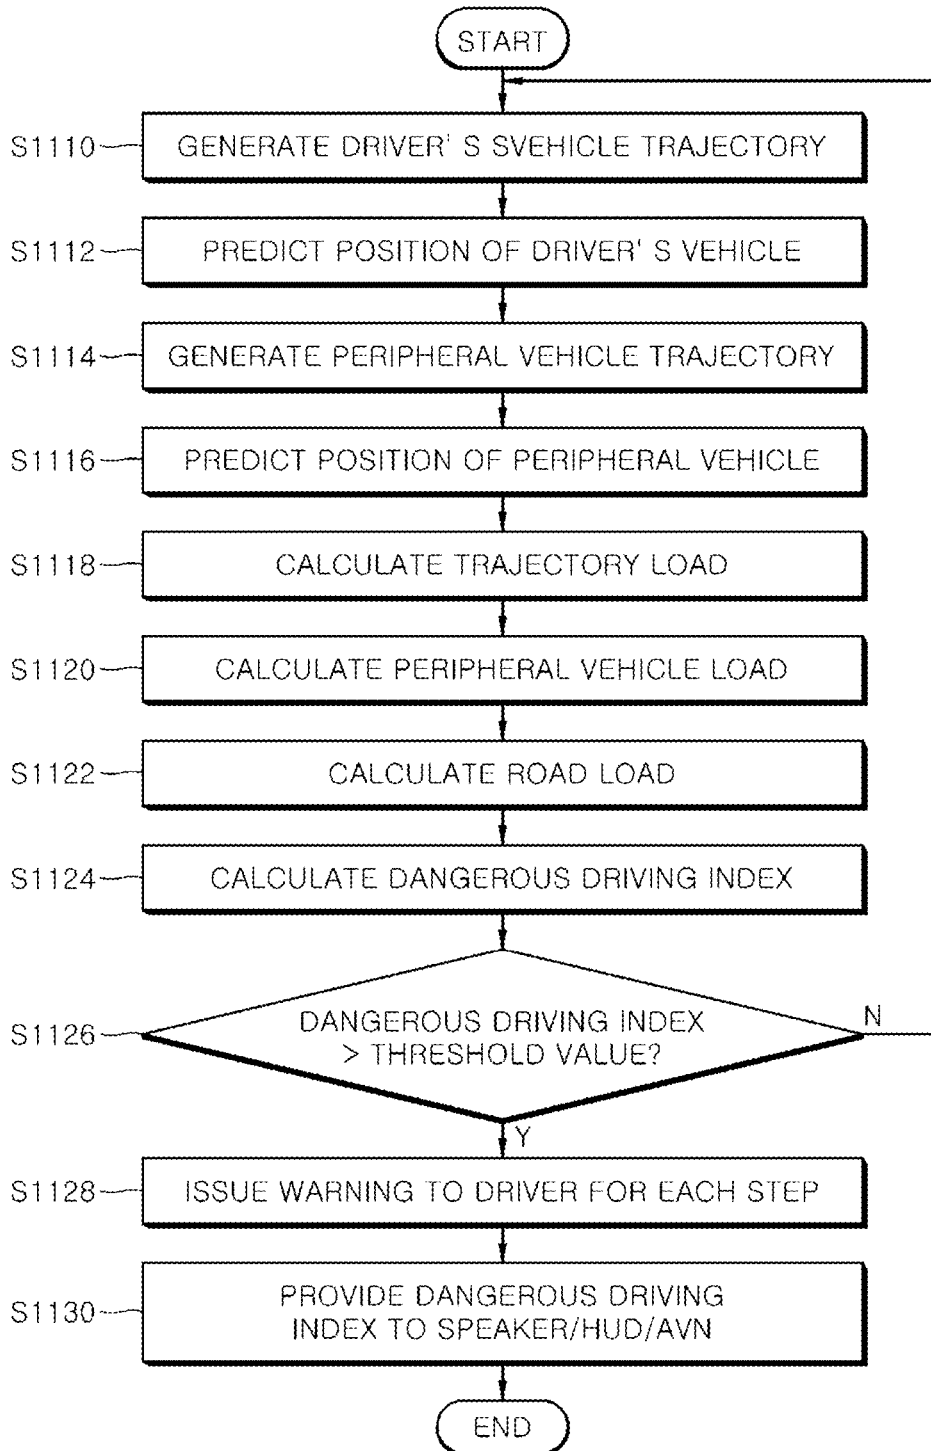 START
S1110
GENERATE DRIVER' S SVEHICLE TRAJECTORY
S1112
PREDICT POSITION OF DRIVER' S VEHICLE
S1114
GENERATE PERIPHERAL VEHICLE TRAJECTORY
S1116
PREDICT POSITION OF PERIPHERAL VEHICLE
S1118
CALCULATE TRAJECTORY LOAD
S1120
CALCULATE PERIPHERAL VEHICLE LOAD
S1122
CALCULATE ROAD LOAD
S1124
CALCULATE DANGEROUS DRIVING INDEX
S1126
DANGEROUS DRIVING INDEX
> THRESHOLD VALUE?
N
Y
S1128
ISSUE WARNING TO DRIVER FOR EACH STEP
S1130
PROVIDE DANGEROUS DRIVING
INDEX TO SPEAKER/HUD/AVN
END